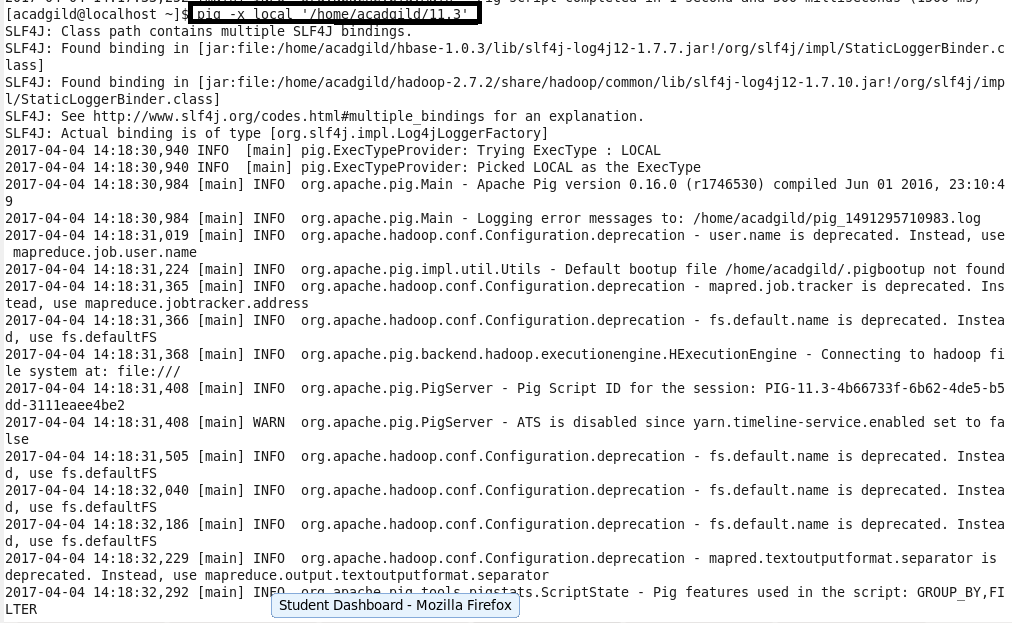 [acadgild@localhost ~]$ pig -x local '/home/acadgild/11.3'
SLF4J: Class path contains multiple SLF4J bindings.
SLF4J: Found binding in [jar:file:/home/acadgild/hbase-1.0.3/lib/slf4j-log4j12-1.7.7.jar!/org/slf4j/impl/StaticLoggerBinder.c
lass]
SLF4J: Found binding in [jar:file:/home/acadgild/hadoop-2.7.2/share/hadoop/common/lib/slf4j-log4j12-1.7.10.jar!/org/slf4j/imp
l/StaticLoggerBinder.class]
SLF4J: See http://www.slf4j.org/codes.html#multiple_bindings for an explanation.
SLF4J: Actual binding is of type [org.slf4j.impl.Log4jLoggerFactory]
2017-04-04 14:18:30,940 INFO  [main] pig.ExecTypeProvider: Trying ExecType : LOCAL
2017-04-04 14:18:30,940 INFO  [main] pig.ExecTypeProvider: Picked LOCAL as the ExecType
2017-04-04 14:18:30,984 [main] INFO  org.apache.pig.Main - Apache Pig version 0.16.0 (r1746530) compiled Jun 01 2016, 23:10:4
9
2017-04-04 14:18:30,984 [main] INFO  org.apache.pig.Main - Logging error messages to: /home/acadgild/pig_1491295710983.log
2017-04-04 14:18:31,019 [main] INFO  org.apache.hadoop.conf.Configuration.deprecation - user.name is deprecated. Instead, use
 mapreduce.job.user.name
2017-04-04 14:18:31,224 [main] INFO  org.apache.pig.impl.util.Utils - Default bootup file /home/acadgild/.pigbootup not found
2017-04-04 14:18:31,365 [main] INFO  org.apache.hadoop.conf.Configuration.deprecation - mapred.job.tracker is deprecated. Ins
tead, use mapreduce.jobtracker.address
2017-04-04 14:18:31,366 [main] INFO  org.apache.hadoop.conf.Configuration.deprecation - fs.default.name is deprecated. Instea
d, use fs.defaultFS
2017-04-04 14:18:31,368 [main] INFO  org.apache.pig.backend.hadoop.executionengine.HExecutionEngine - Connecting to hadoop fi
le system at: file:///
2017-04-04 14:18:31,408 [main] INFO  org.apache.pig.PigServer - Pig Script ID for the session: PIG-11.3-4b66733f-6b62-4de5-b5
dd-3111eaee4be2
2017-04-04 14:18:31,408 [main] WARN  org.apache.pig.PigServer - ATS is disabled since yarn.timeline-service.enabled set to fa
lse
2017-04-04 14:18:31,505 [main] INFO  org.apache.hadoop.conf.Configuration.deprecation - fs.default.name is deprecated. Instea
d, use fs.defaultFS
2017-04-04 14:18:32,040 [main] INFO  org.apache.hadoop.conf.Configuration.deprecation - fs.default.name is deprecated. Instea
d, use fs.defaultFS
2017-04-04 14:18:32,186 [main] INFO  org.apache.hadoop.conf.Configuration.deprecation - fs.default.name is deprecated. Instea
d, use fs.defaultFS
2017-04-04 14:18:32,229 [main] INFO  org.apache.hadoop.conf.Configuration.deprecation - mapred.textoutputformat.separator is
deprecated. Instead, use mapreduce.output.textoutputformat.separator
2017-04-04 14:18:32,292 [main] INFO  org.apache.pig.tools.pigstats.ScriptState - Pig features used in the script: GROUP_BY,FI
LTER
Student Dashboard - Mozilla Firefox